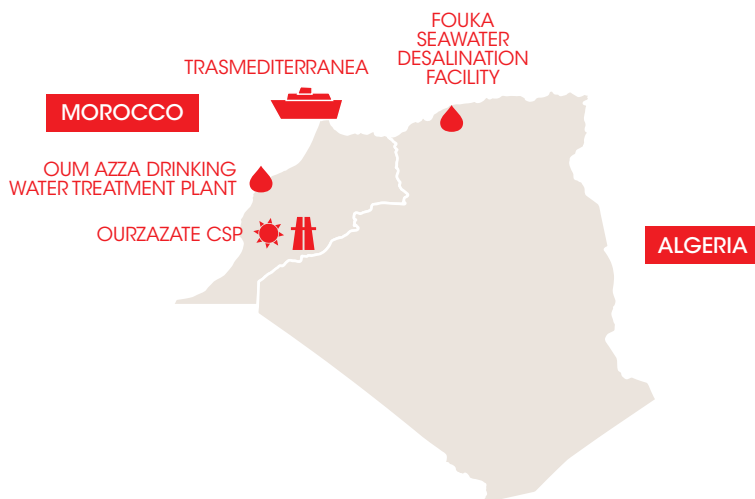 FOUKA
SEAWATER
DESALINATION
FACILITY
TRASMEDITERRANEA
MOROCCO
OUM AZZA DRINKING
WATER TREATMENT PLANT
OURZAZATE CSP
ALGERIA